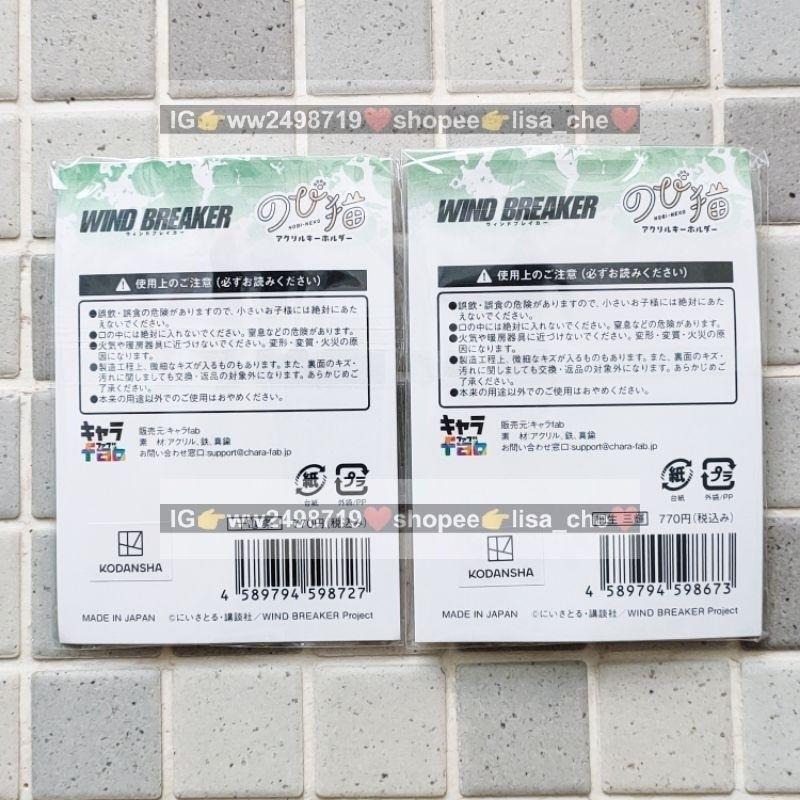 IG👉ww2498719❤️shopee👉lisa_che❤️
WIND BREAKER
ウィンドブレイカー
のび猫
NOBI-NEKO
アクリルキーホルダー
使用上のご注意（必ずお読みください）
●誤飲・誤食の危険がありますので、小さいお子様には絶対にあた
えないでください。
●口の中には絶対に入れないでください。窒息などの危険があります。
●火気や暖房器具に近づけないでください。変形・変質・火災の原
因になります。
●製造工程上、微細なキズが入るものもあります。また、裏面のキズ・
汚れに関しましても交換・返品の対象外になります。あらかじめご
了承ください。
●本来の用途以外でのご使用はおやめください。
キャラ
ファブ
fab
販売元:キャラfab
素　材:アクリル、鉄、真鍮
お問い合わせ窓口:support@chara-fab.jp
紙
台紙
プラ
外袋/PP
770円（税込み）
KODANSHA
4 589794 598727
MADE IN JAPAN ©にいさとる・講談社／WIND BREAKER Project
WIND BREAKER
ウィンドブレイカー
のび猫
NOBI-NEKO
アクリルキーホルダー
使用上のご注意（必ずお読みください）
●誤飲・誤食の危険がありますので、小さいお子様には絶対にあた
えないでください。
●口の中には絶対に入れないでください。窒息などの危険があります。
●火気や暖房器具に近づけないでください。変形・変質・火災の原
因になります。
●製造工程上、微細なキズが入るものもあります。また、裏面のキズ・
汚れに関しましても交換・返品の対象外になります。あらかじめご
了承ください。
●本来の用途以外でのご使用はおやめください。
キャラ
ファブ
fab
販売元:キャラfab
素　材:アクリル、鉄、真鍮
お問い合わせ窓口:support@chara-fab.jp
紙
台紙
プラ
外袋/PP
生 三輝 770円（税込み）
KODANSHA
4 589794 598673
MADE IN JAPAN ©にいさとる・講談社／WIND BREAKER Project
IG👉ww2498719❤️shopee👉lisa_che❤️